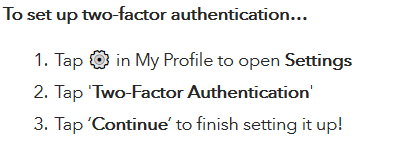 To set up two-factor authentication…
1. Tap ⚙ in My Profile to open Settings
2. Tap 'Two-Factor Authentication'
3. Tap ‘Continue’ to finish setting it up!